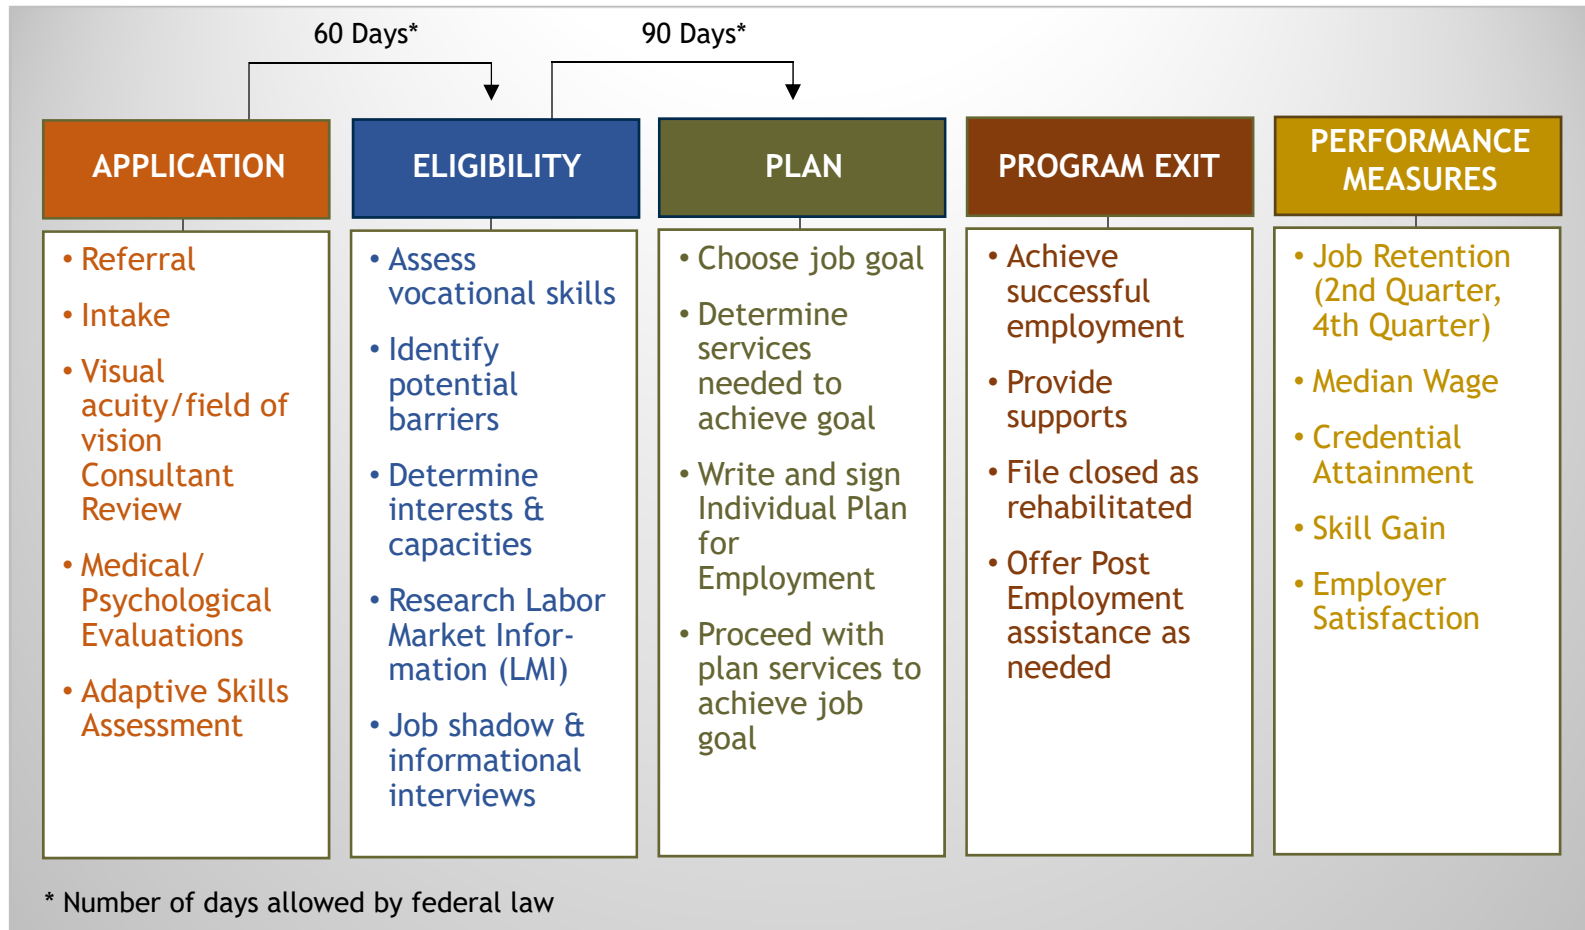 60 Days*
90 Days*
APPLICATION
• Referral
• Intake
• Visual
acuity/field of
vision
Consultant
Review
• Medical/
Psychological
Evaluations
• Adaptive Skills
Assessment
ELIGIBILITY
• Assess
vocational skills
• Identify
potential
barriers
• Determine
interests &
capacities
• Research Labor
Market Infor-
mation (LMI)
• Job shadow &
informational
interviews
PLAN
• Choose job goal
• Determine
services
needed to
achieve goal
• Write and sign
Individual Plan
for
Employment
• Proceed with
plan services to
achieve job
goal
PROGRAM EXIT
• Achieve
successful
employment
• Provide
supports
• File closed as
rehabilitated
• Offer Post
Employment
assistance as
needed
PERFORMANCE
MEASURES
• Job Retention
(2nd Quarter,
4th Quarter)
• Median Wage
• Credential
Attainment
• Skill Gain
• Employer
Satisfaction
* Number of days allowed by federal law